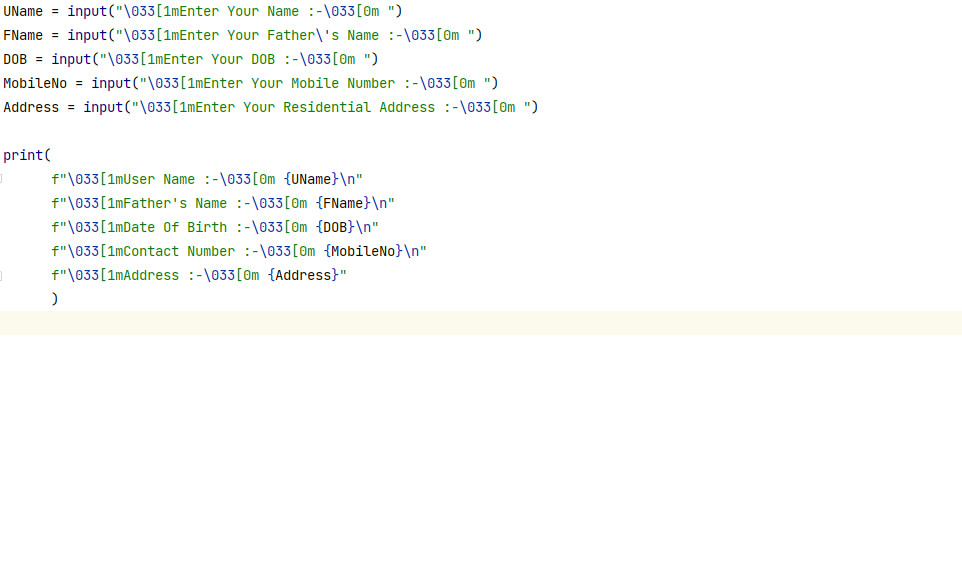 UName = input("\033[1mEnter Your Name :-\033[0m ")
FName = input("\033[1mEnter Your Father\'s Name :-\033[0m ")
DOB = input("\033[1mEnter Your DOB :-\033[0m ")
MobileNo = input("\033[1mEnter Your Mobile Number :-\033[0m ")
Address = input("\033[1mEnter Your Residential Address :-\033[0m ")

print(
      f"\033[1mUser Name :-\033[0m {UName}\n"
      f"\033[1mFather's Name :-\033[0m {FName}\n"
      f"\033[1mDate Of Birth :-\033[0m {DOB}\n"
      f"\033[1mContact Number :-\033[0m {MobileNo}\n"
      f"\033[1mAddress :-\033[0m {Address}"
      )